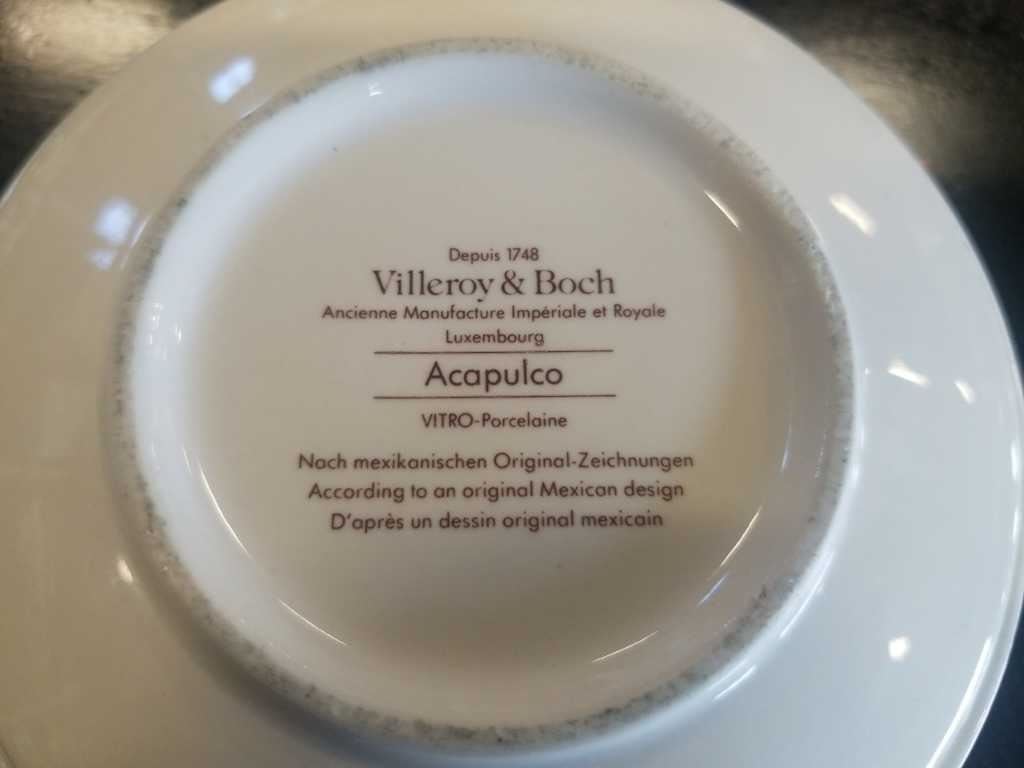 Depuis 1748
Villeroy & Boch
Ancienne Manufacture Impériale et Royale
Luxembourg
Acapulco
VITRO-Porcelaine
Nach mexikanischen Original-Zeichnungen
According to an original Mexican design
D'après un dessin original mexicain